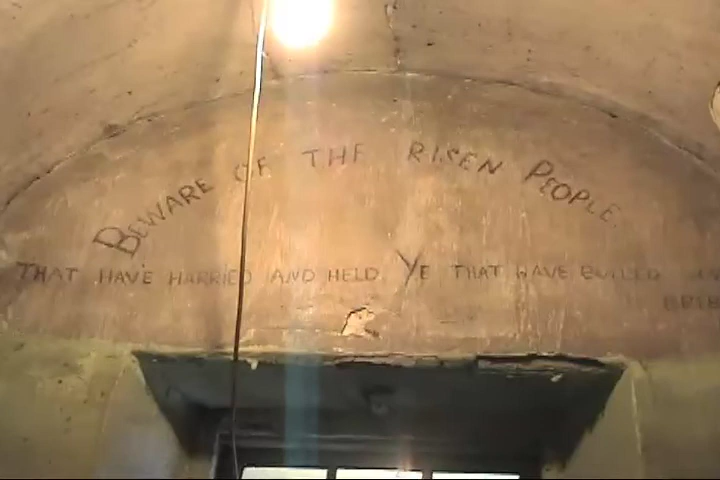 BEWARE OF THE RISEN PEOPLE
THAT HAVE HARRIED AND HELD, YE THAT HAVE BULLIED